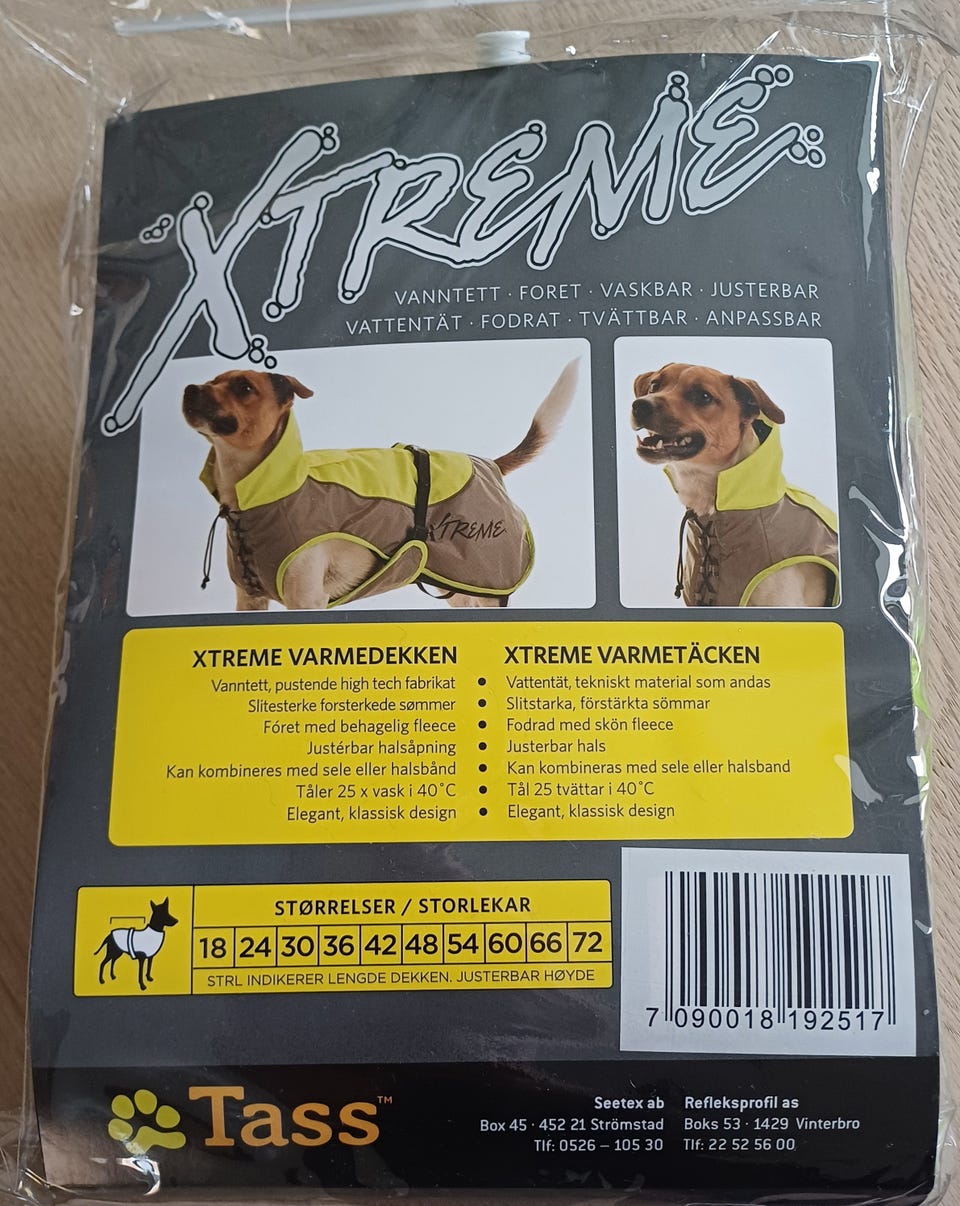 XTREME
VANNTETT · FORET · VASKBAR · JUSTERBAR
VATTENTÄT · FODRAT · TVÄTTBAR · ANPASSBAR
XTREME
XTREME VARMEDEKKEN
Vanntett, pustende high tech fabrikat
Slitesterke forsterkede sømmer
Fóret med behagelig fleece
Justérbar halsåpning
Kan kombineres med sele eller halsbånd
Tåler 25 x vask i 40°C
Elegant, klassisk design
XTREME VARMETÄCKEN
• Vattentät, tekniskt material som andas
• Slitstarka, förstärkta sömmar
• Fodrad med skön fleece
• Justerbar hals
• Kan kombineras med sele eller halsband
• Tål 25 tvättar i 40°C
• Elegant, klassisk design
STØRRELSER / STORLEKAR
18 24 30 36 42 48 54 60 66 72
STRL INDIKERER LENGDE DEKKEN. JUSTERBAR HØYDE
7 090018 192517
Tass™
Seetex ab
Box 45 · 452 21 Strömstad
Tlf: 0526 – 105 30
Refleksprofil as
Boks 53 · 1429 Vinterbro
Tlf: 22 52 56 00